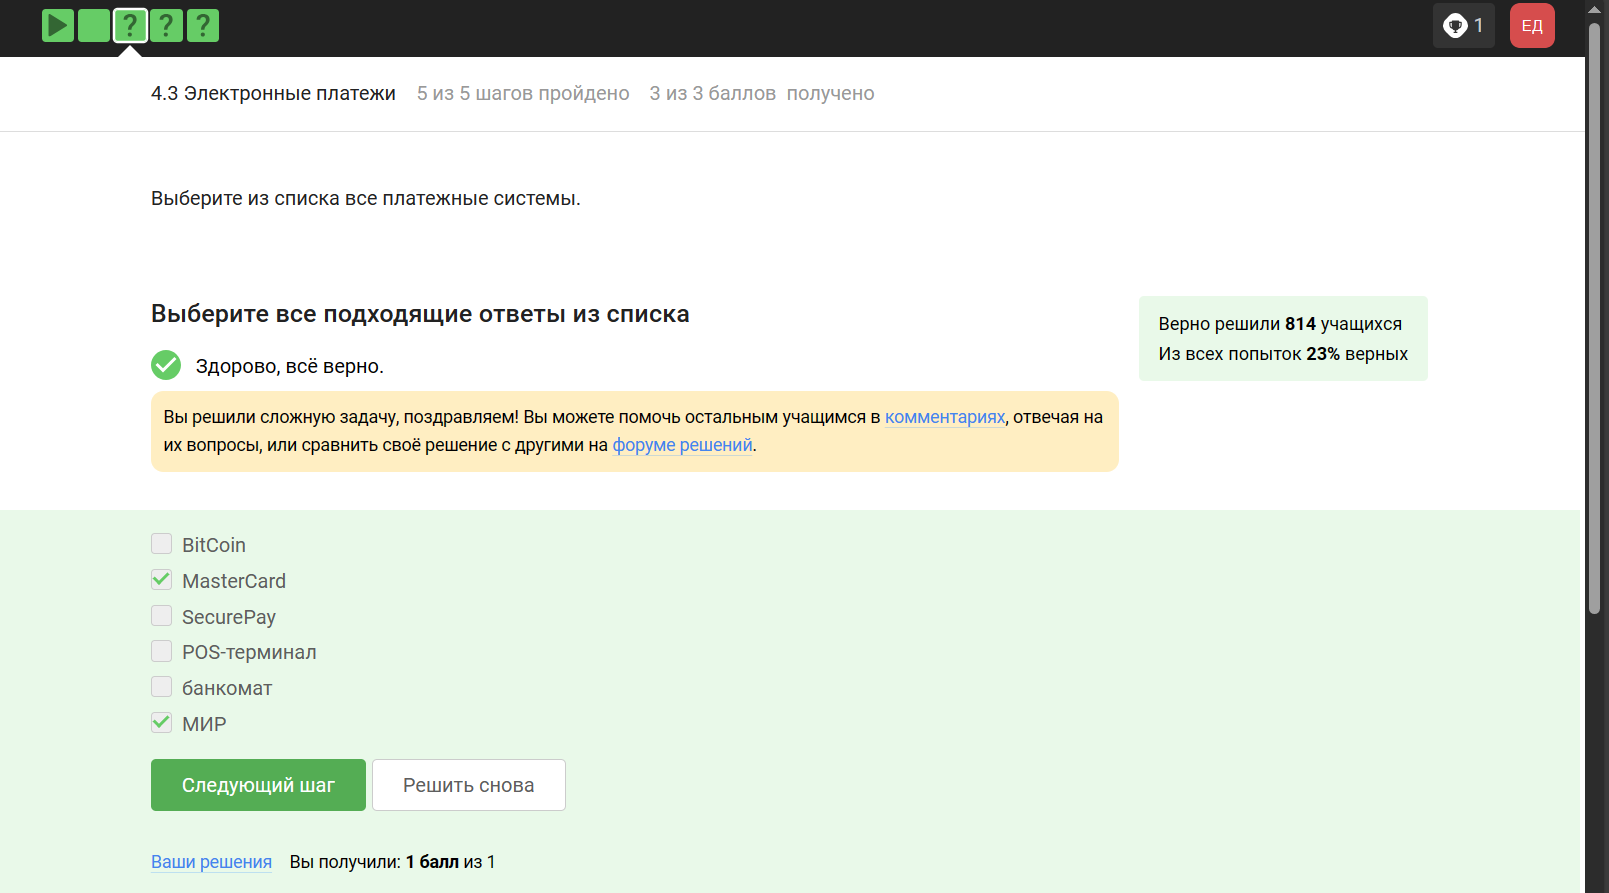 ? ? ?
1
ЕД
4.3 Электронные платежи 5 из 5 шагов пройдено 3 из 3 баллов получено
Выберите из списка все платежные системы.
Выберите все подходящие ответы из списка
Верно решили 814 учащихся
Из всех попыток 23% верных
Здорово, всё верно.
Вы решили сложную задачу, поздравляем! Вы можете помочь остальным учащимся в комментариях, отвечая на
их вопросы, или сравнить своё решение с другими на форуме решений.
BitCoin
MasterCard
SecurePay
POS-терминал
банкомат
МИР
Следующий шаг
Решить снова
Ваши решения Вы получили: 1 балл из 1